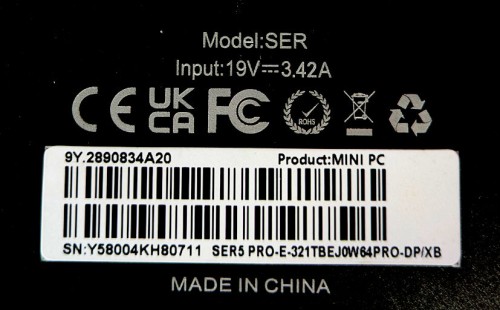 Model:SER
Input:19V⎓3.42A
CE UK CA FC ROHS
9Y.2890834A20 Product:MINI PC
SN:Y58004KH80711 SER5 PRO-E-321TBEJ0W64PRO-DP/XB
MADE IN CHINA